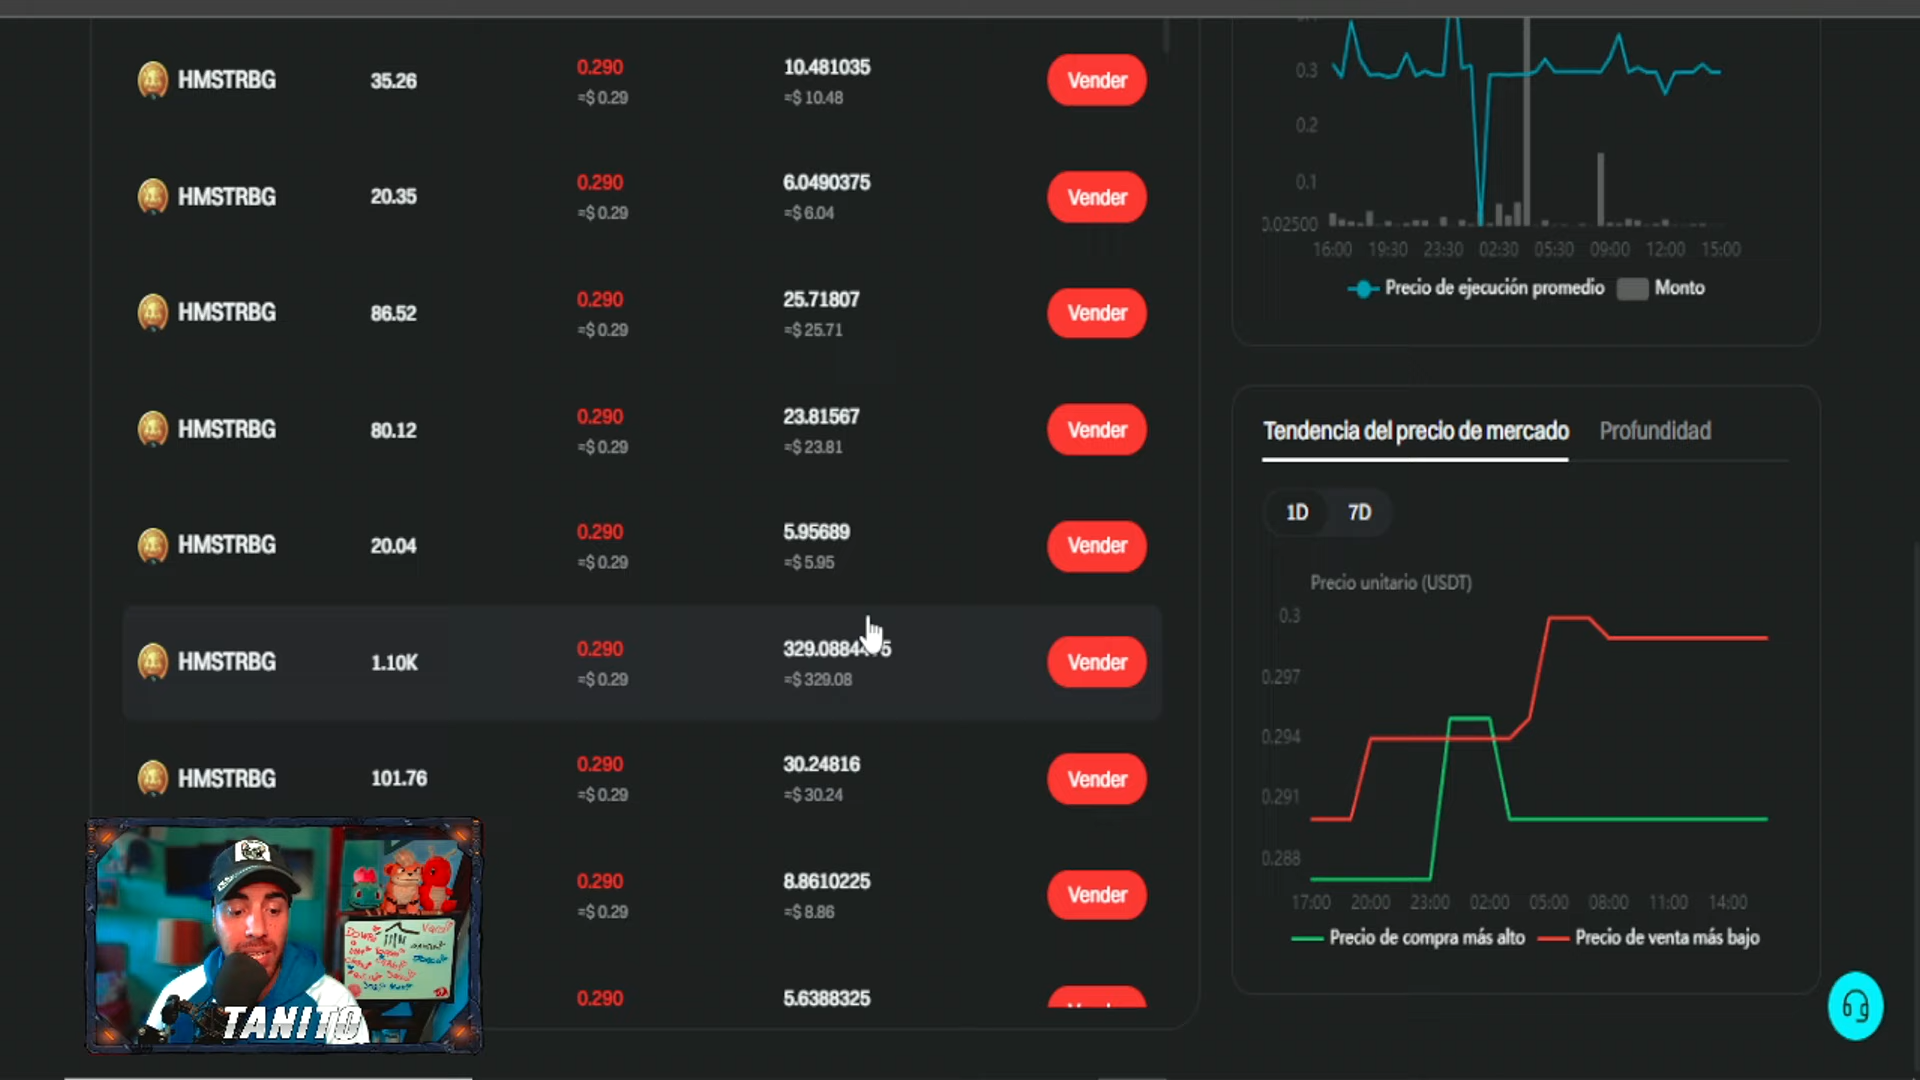 HMSTRBG 35.26 0.290 10.481035 Vender
≈$ 0.29 ≈$ 10.48
HMSTRBG 20.35 0.290 6.0490375 Vender
≈$ 0.29 ≈$ 6.04
HMSTRBG 86.52 0.290 25.71807 Vender
≈$ 0.29 ≈$ 25.71
HMSTRBG 80.12 0.290 23.81567 Vender
≈$ 0.29 ≈$ 23.81
HMSTRBG 20.04 0.290 5.95689 Vender
≈$ 0.29 ≈$ 5.95
HMSTRBG 1.10K 0.290 Vender
≈$ 0.29 ≈$ 329.08
HMSTRBG 101.76 0.290 30.24816 Vender
≈$ 0.29 ≈$ 30.24
0.290 8.8610225 Vender
≈$ 0.29 ≈$ 8.86
0.290 5.6388325
TANITO
0.3
0.2
0.1
0.02500
16:00 19:30 23:30 02:30 05:30 09:00 12:00 15:00
Precio de ejecución promedio Monto
Tendencia del precio de mercado Profundidad
1D 7D
Precio unitario (USDT)
0.3
0.297
0.294
0.291
0.288
17:00 20:00 23:00 02:00 05:00 08:00 11:00 14:00
Precio de compra más alto Precio de venta más bajo